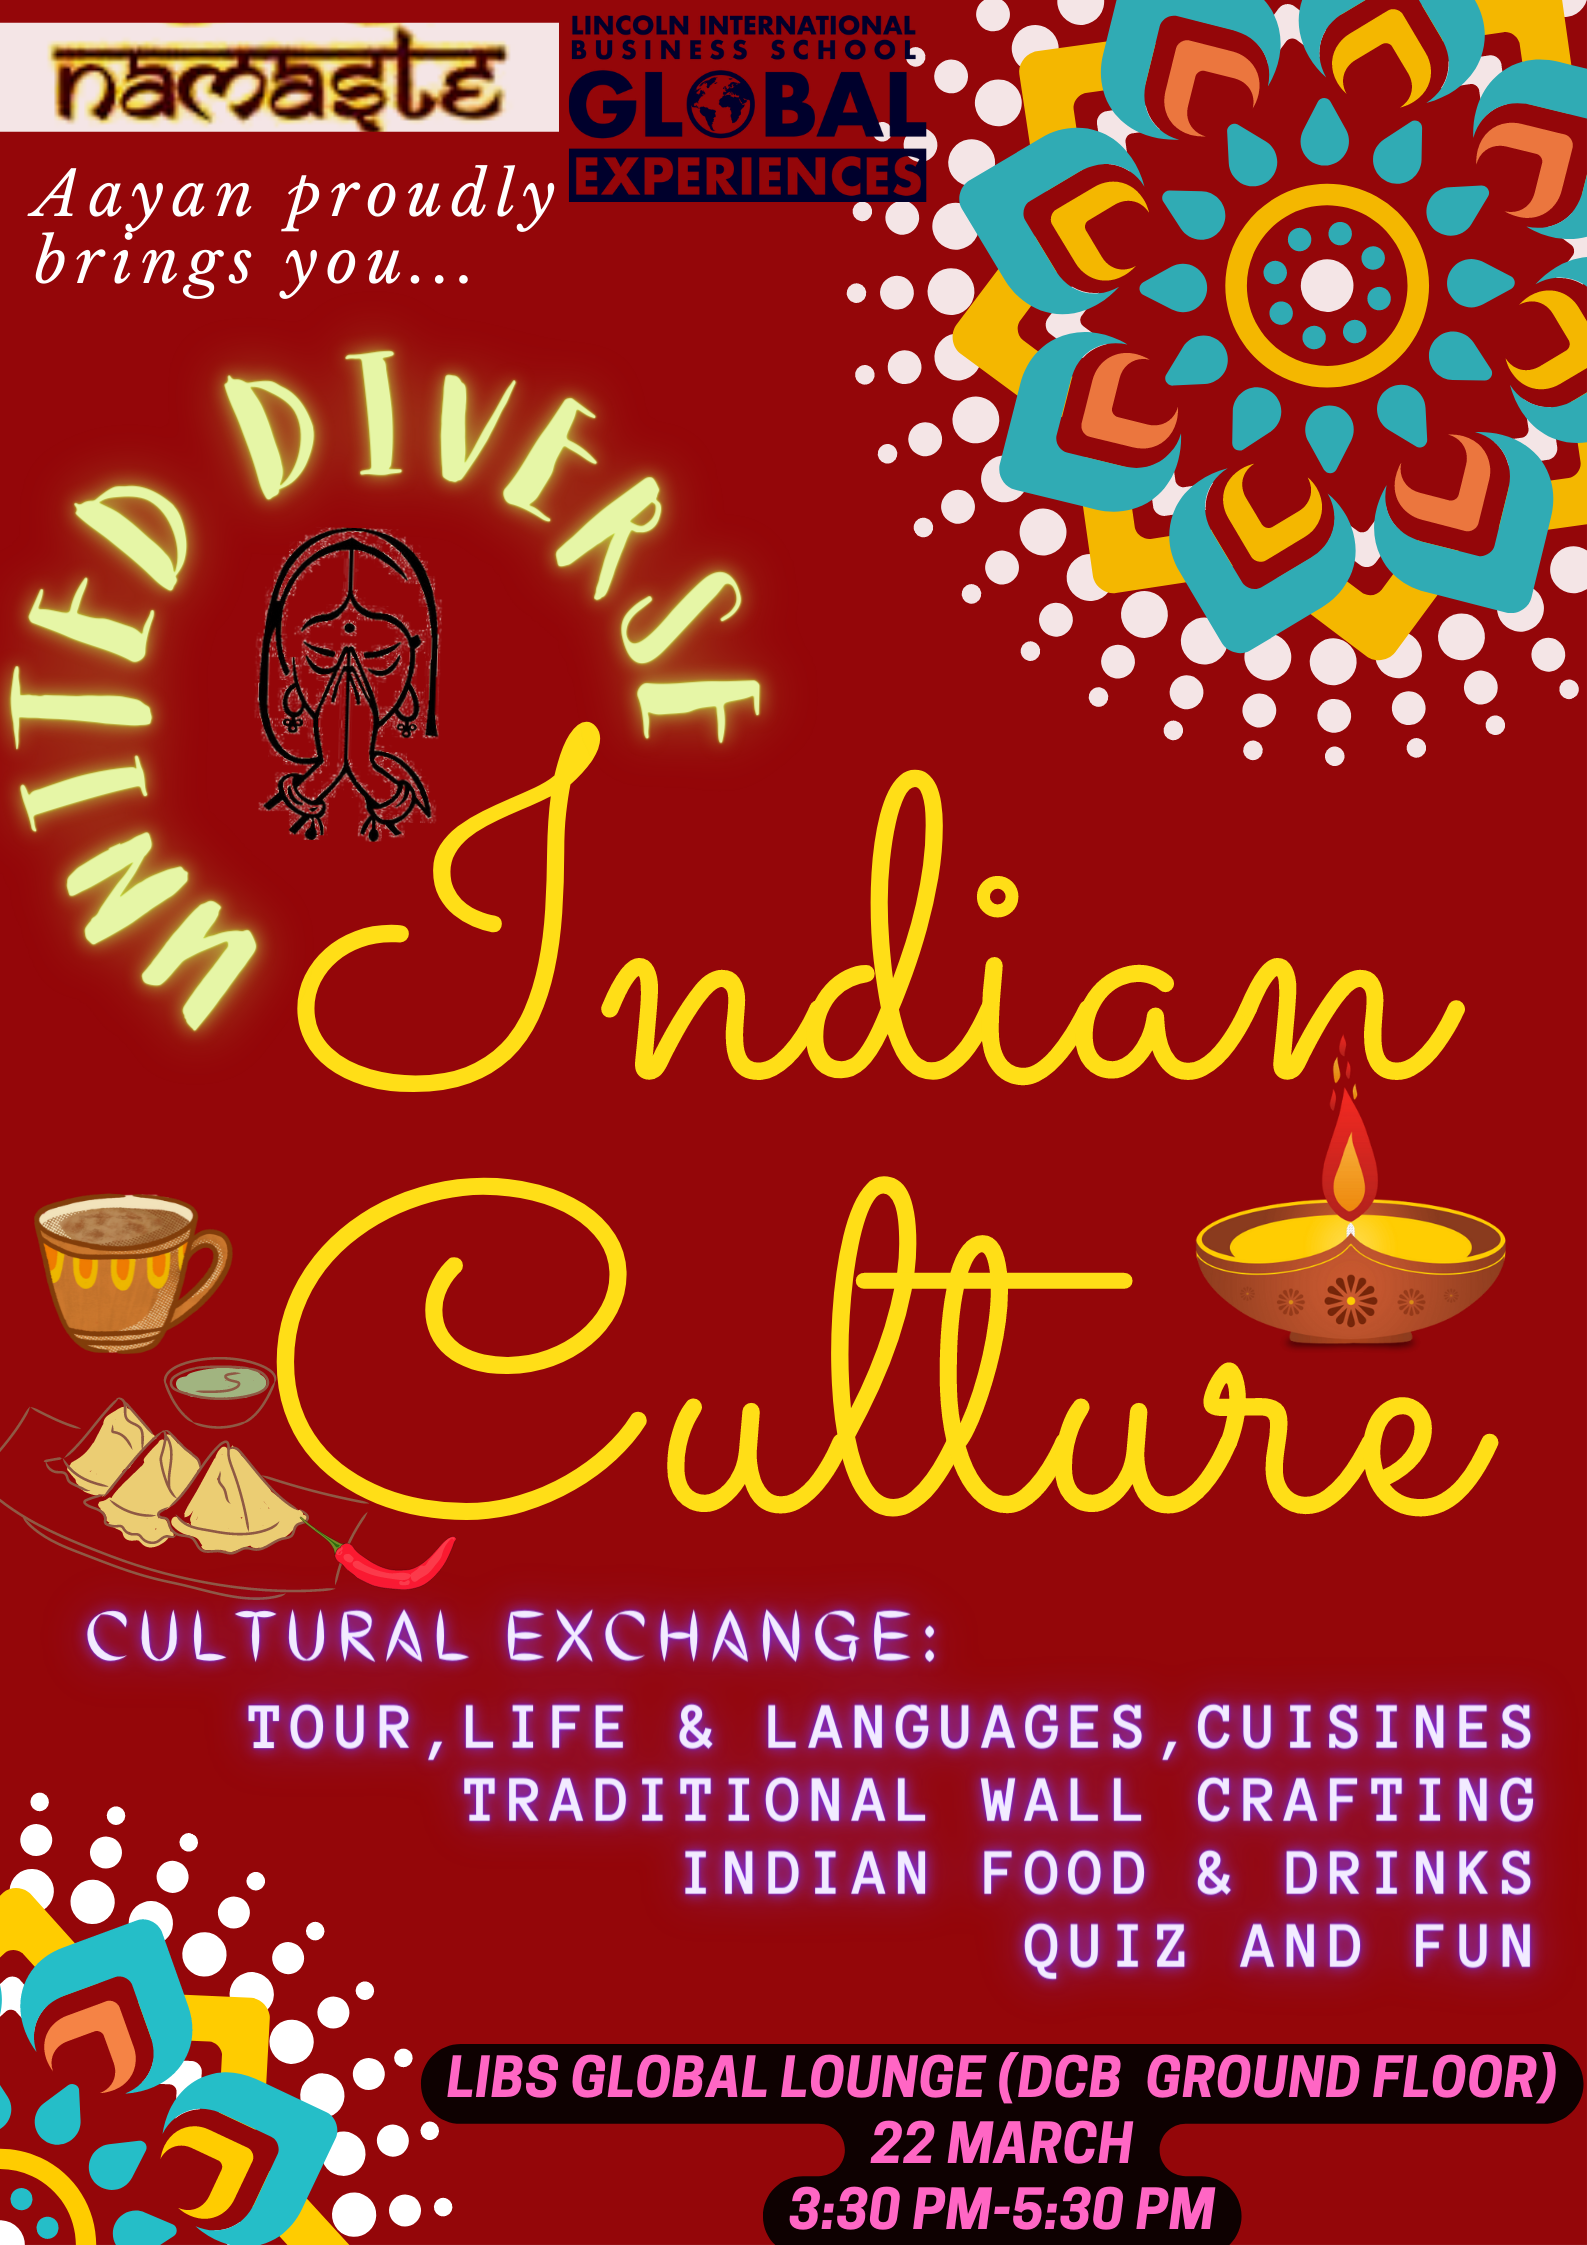 namaste
LINCOLN INTERNATIONAL
BUSINESS SCHOOL
GLOBAL
EXPERIENCES
Aayan proudly
brings you...
UNITED DIVERSE
Indian
Culture
CULTURAL EXCHANGE:
TOUR,LIFE & LANGUAGES,CUISINES
TRADITIONAL WALL CRAFTING
INDIAN FOOD & DRINKS
QUIZ AND FUN
LIBS GLOBAL LOUNGE (DCB GROUND FLOOR)
22 MARCH
3:30 PM-5:30 PM